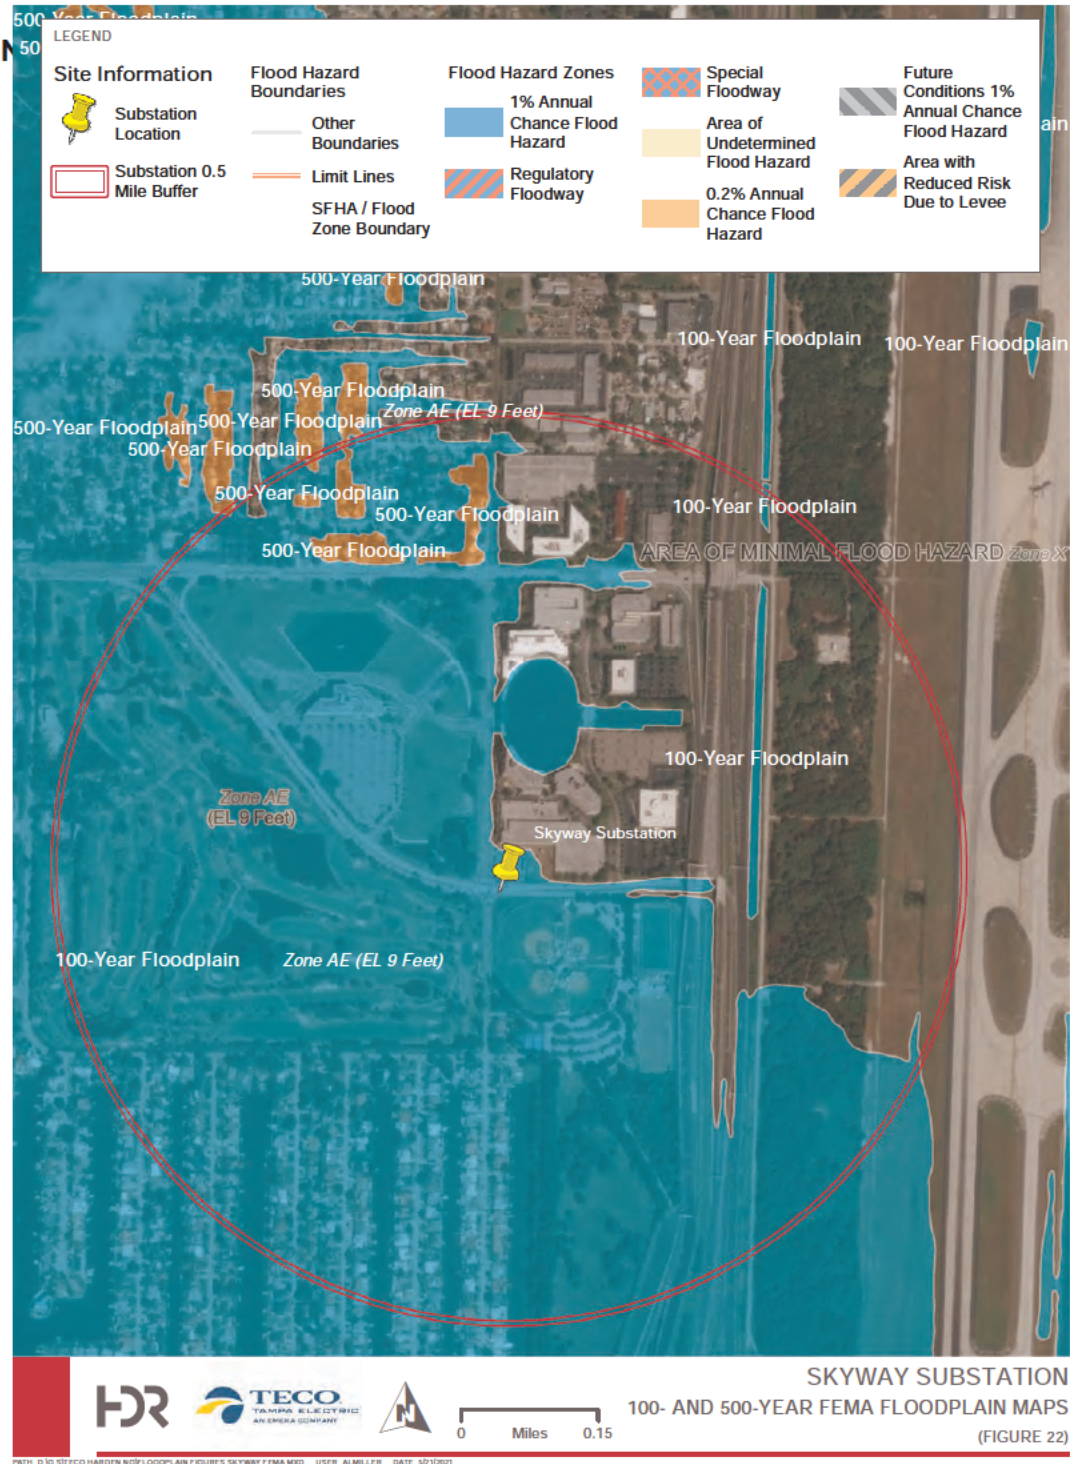 500-Year Floodplain
N
50
LEGEND
Site Information
Substation
Location
Substation 0.5
Mile Buffer
Flood Hazard
Boundaries
Other
Boundaries
Limit Lines
SFHA / Flood
Zone Boundary
Flood Hazard Zones
1% Annual
Chance Flood
Hazard
Regulatory
Floodway
Special
Floodway
Area of
Undetermined
Flood Hazard
0.2% Annual
Chance Flood
Hazard
Future
Conditions 1%
Annual Chance
Flood Hazard
Area with
Reduced Risk
Due to Levee
ain
500-Year Floodplain
100-Year Floodplain
100-Year Floodplain
500-Year Floodplain
Zone AE (EL 9 Feet)
500-Year Floodplain
500-Year Floodplain
500-Year Floodplain
500-Year Floodplain
500-Year Floodplain
100-Year Floodplain
500-Year Floodplain
AREA OF MINIMAL FLOOD HAZARD Zone X
100-Year Floodplain
Zone AE
(EL 9 Feet)
Skyway Substation
100-Year Floodplain
Zone AE (EL 9 Feet)
HDR
TECO.
TAMPA ELECTRIC
AN EMERA COMPANY
N
0 Miles 0.15
SKYWAY SUBSTATION
100- AND 500-YEAR FEMA FLOODPLAIN MAPS
(FIGURE 22)